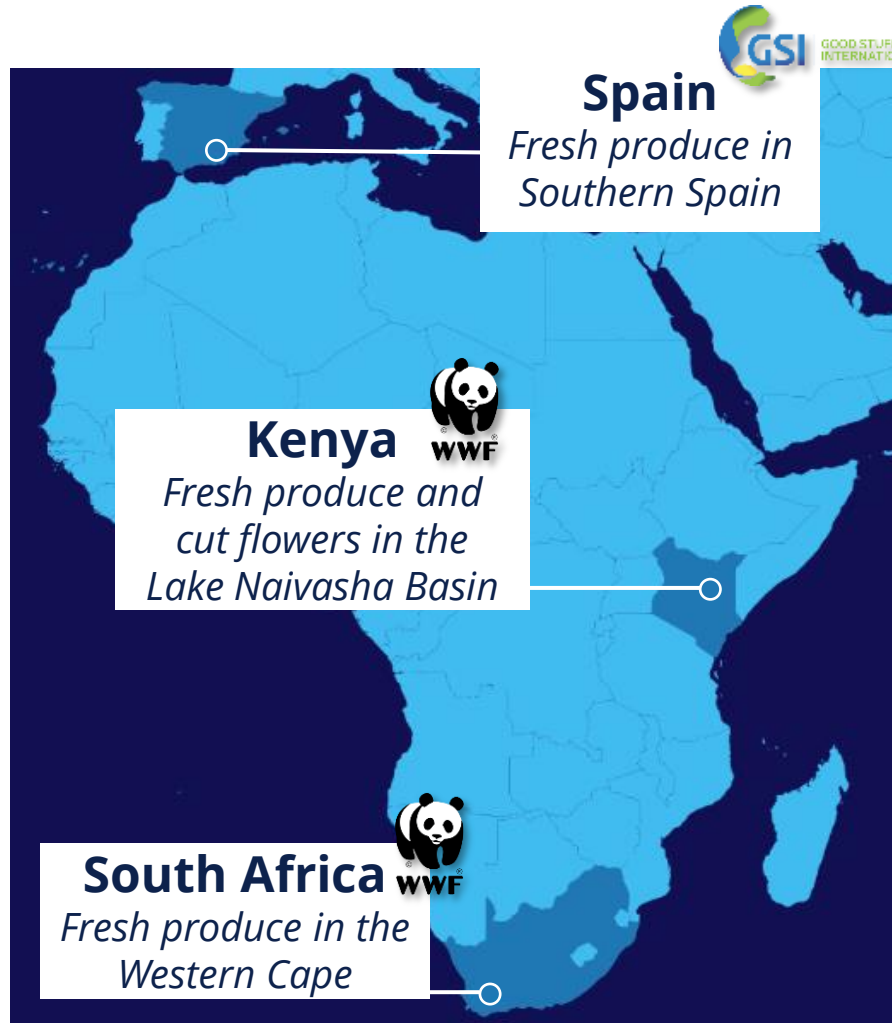 GSI
GOOD STUFF
INTERNATIO
Spain
Fresh produce in
Southern Spain
WWF
Kenya
Fresh produce and
cut flowers in the
Lake Naivasha Basin
WWF
South Africa
Fresh produce in the
Western Cape